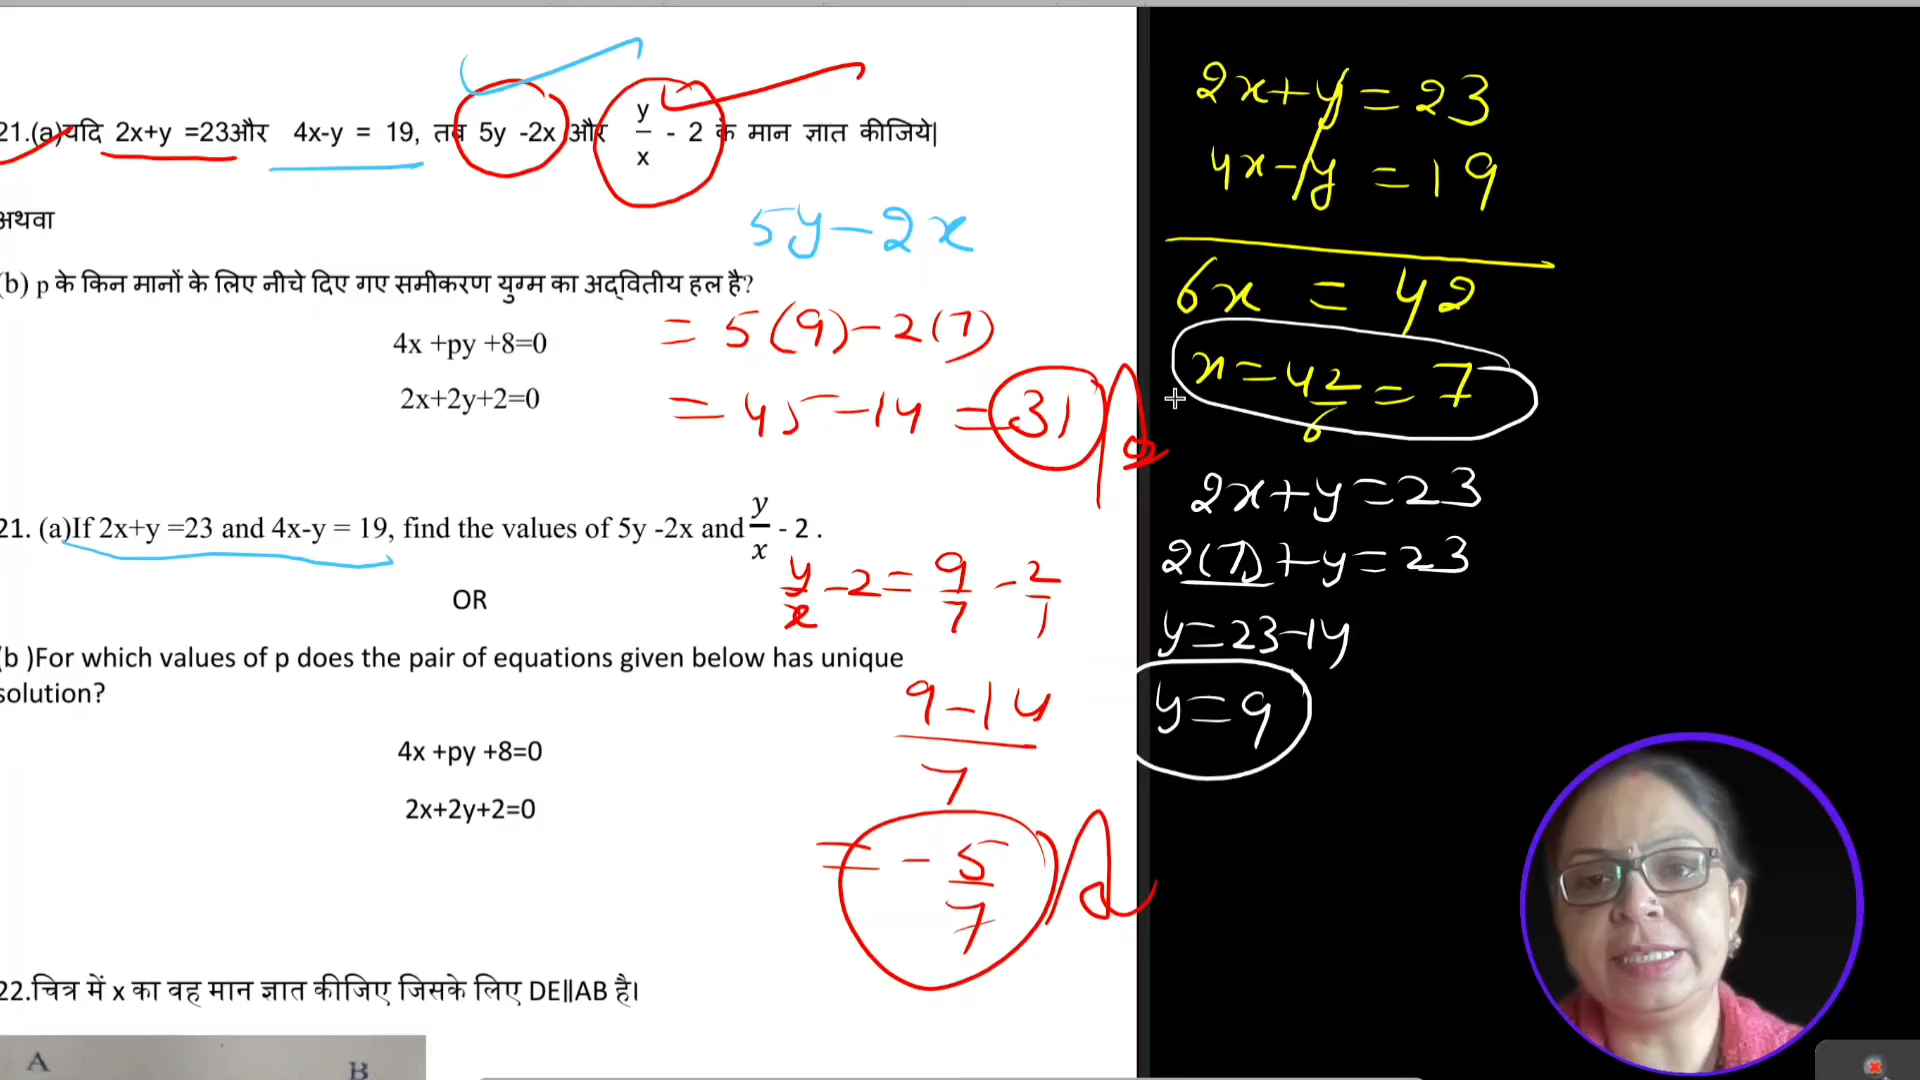 21.(a)यदि 2x+y =23और 4x-y = 19, तब 5y -2x और y/x - 2 के मान ज्ञात कीजिये|
अथवा
(b) p के किन मानों के लिए नीचे दिए गए समीकरण युग्म का अद्वितीय हल है?
4x +py +8=0
2x+2y+2=0
21. (a)If 2x+y =23 and 4x-y = 19, find the values of 5y -2x and y/x - 2 .
OR
(b )For which values of p does the pair of equations given below has unique
solution?
4x +py +8=0
2x+2y+2=0
22.चित्र में x का वह मान ज्ञात कीजिए जिसके लिए DE||AB है।
A B
5y-2x
= 5(9)-2(7)
= 45-14 = 31
y/x -2 = 9/7 - 2/1
9-14/7
= -5/7
2x+y=23
4x-y=19
6x = 42
x=42/6=7
2x+y=23
2(7)+y=23
y=23-14
y=9